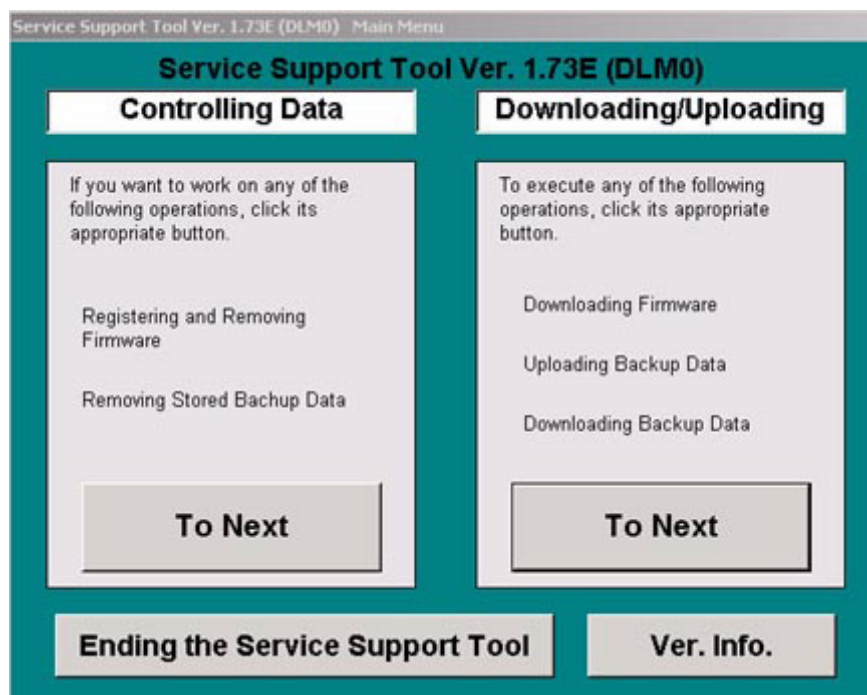 Service Support Tool Ver. 1.73E (DLM0) Main Menu
Service Support Tool Ver. 1.73E (DLM0)
Controlling Data
If you want to work on any of the
following operations, click its
appropriate button.
Registering and Removing
Firmware
Removing Stored Bachup Data
To Next
Downloading/Uploading
To execute any of the following
operations, click its appropriate
button.
Downloading Firmware
Uploading Backup Data
Downloading Backup Data
To Next
Ending the Service Support Tool
Ver. Info.